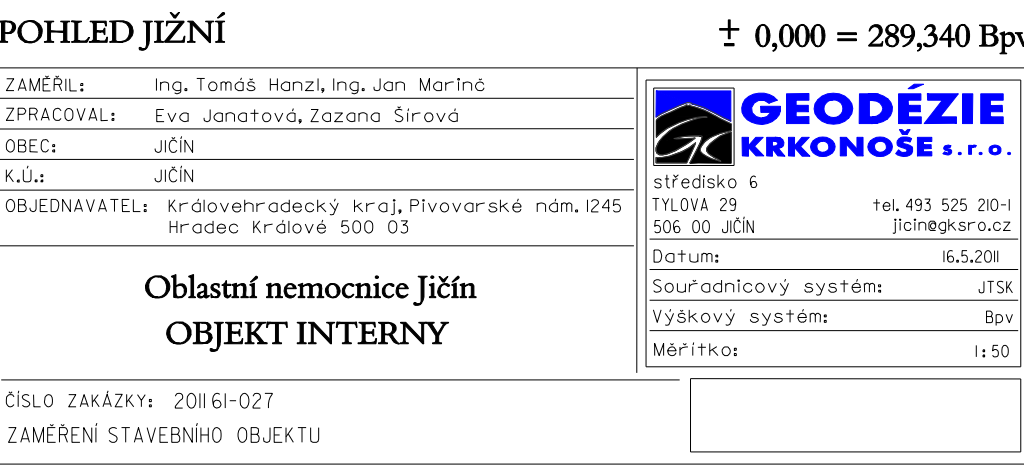 POHLED JIŽNÍ
± 0,000 = 289,340 Bpv
ZAMĚŘIL: Ing. Tomáš Hanzl, Ing. Jan Marinč
ZPRACOVAL: Eva Janatová, Zazana Šírová
OBEC: JIČÍN
K.Ú.: JIČÍN
OBJEDNAVATEL: Královehradecký kraj, Pivovarské nám. 1245
Hradec Králové 500 03
Oblastní nemocnice Jičín
OBJEKT INTERNY
GEODÉZIE
KRKONOŠE s.r.o.
středisko 6
TYLOVA 29 tel. 493 525 210-1
506 00 JIČÍN jicin@gksro.cz
Datum: 16.5.2011
Souřadnicový systém: JTSK
Výškový systém: Bpv
Měřítko: 1:50
ČÍSLO ZAKÁZKY: 201161-027
ZAMĚŘENÍ STAVEBNÍHO OBJEKTU